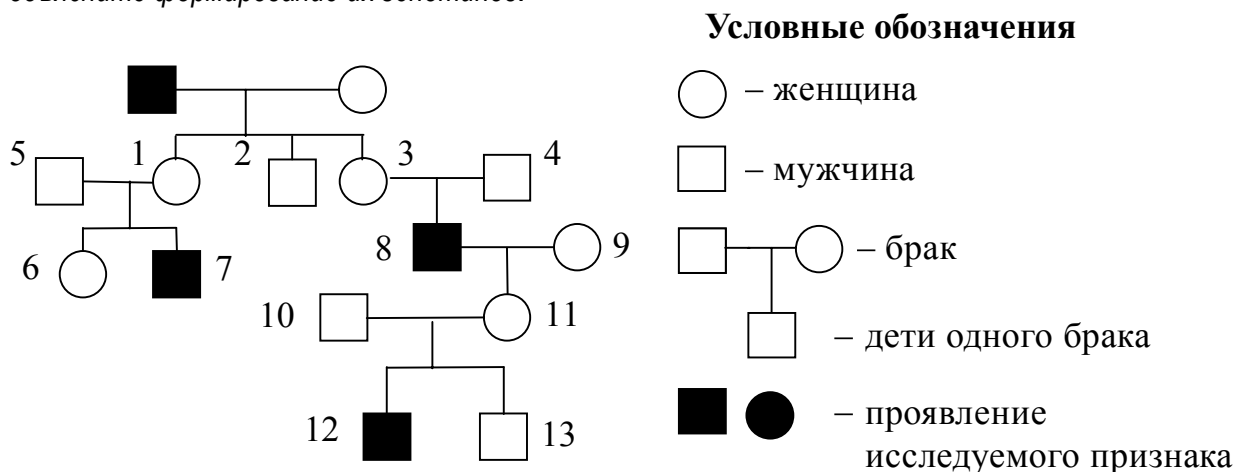 Условные обозначения
– женщина
– мужчина
– брак
– дети одного брака
– проявление
исследуемого признака
5 1 2 3 4
6 7 8 9
10 11
12 13